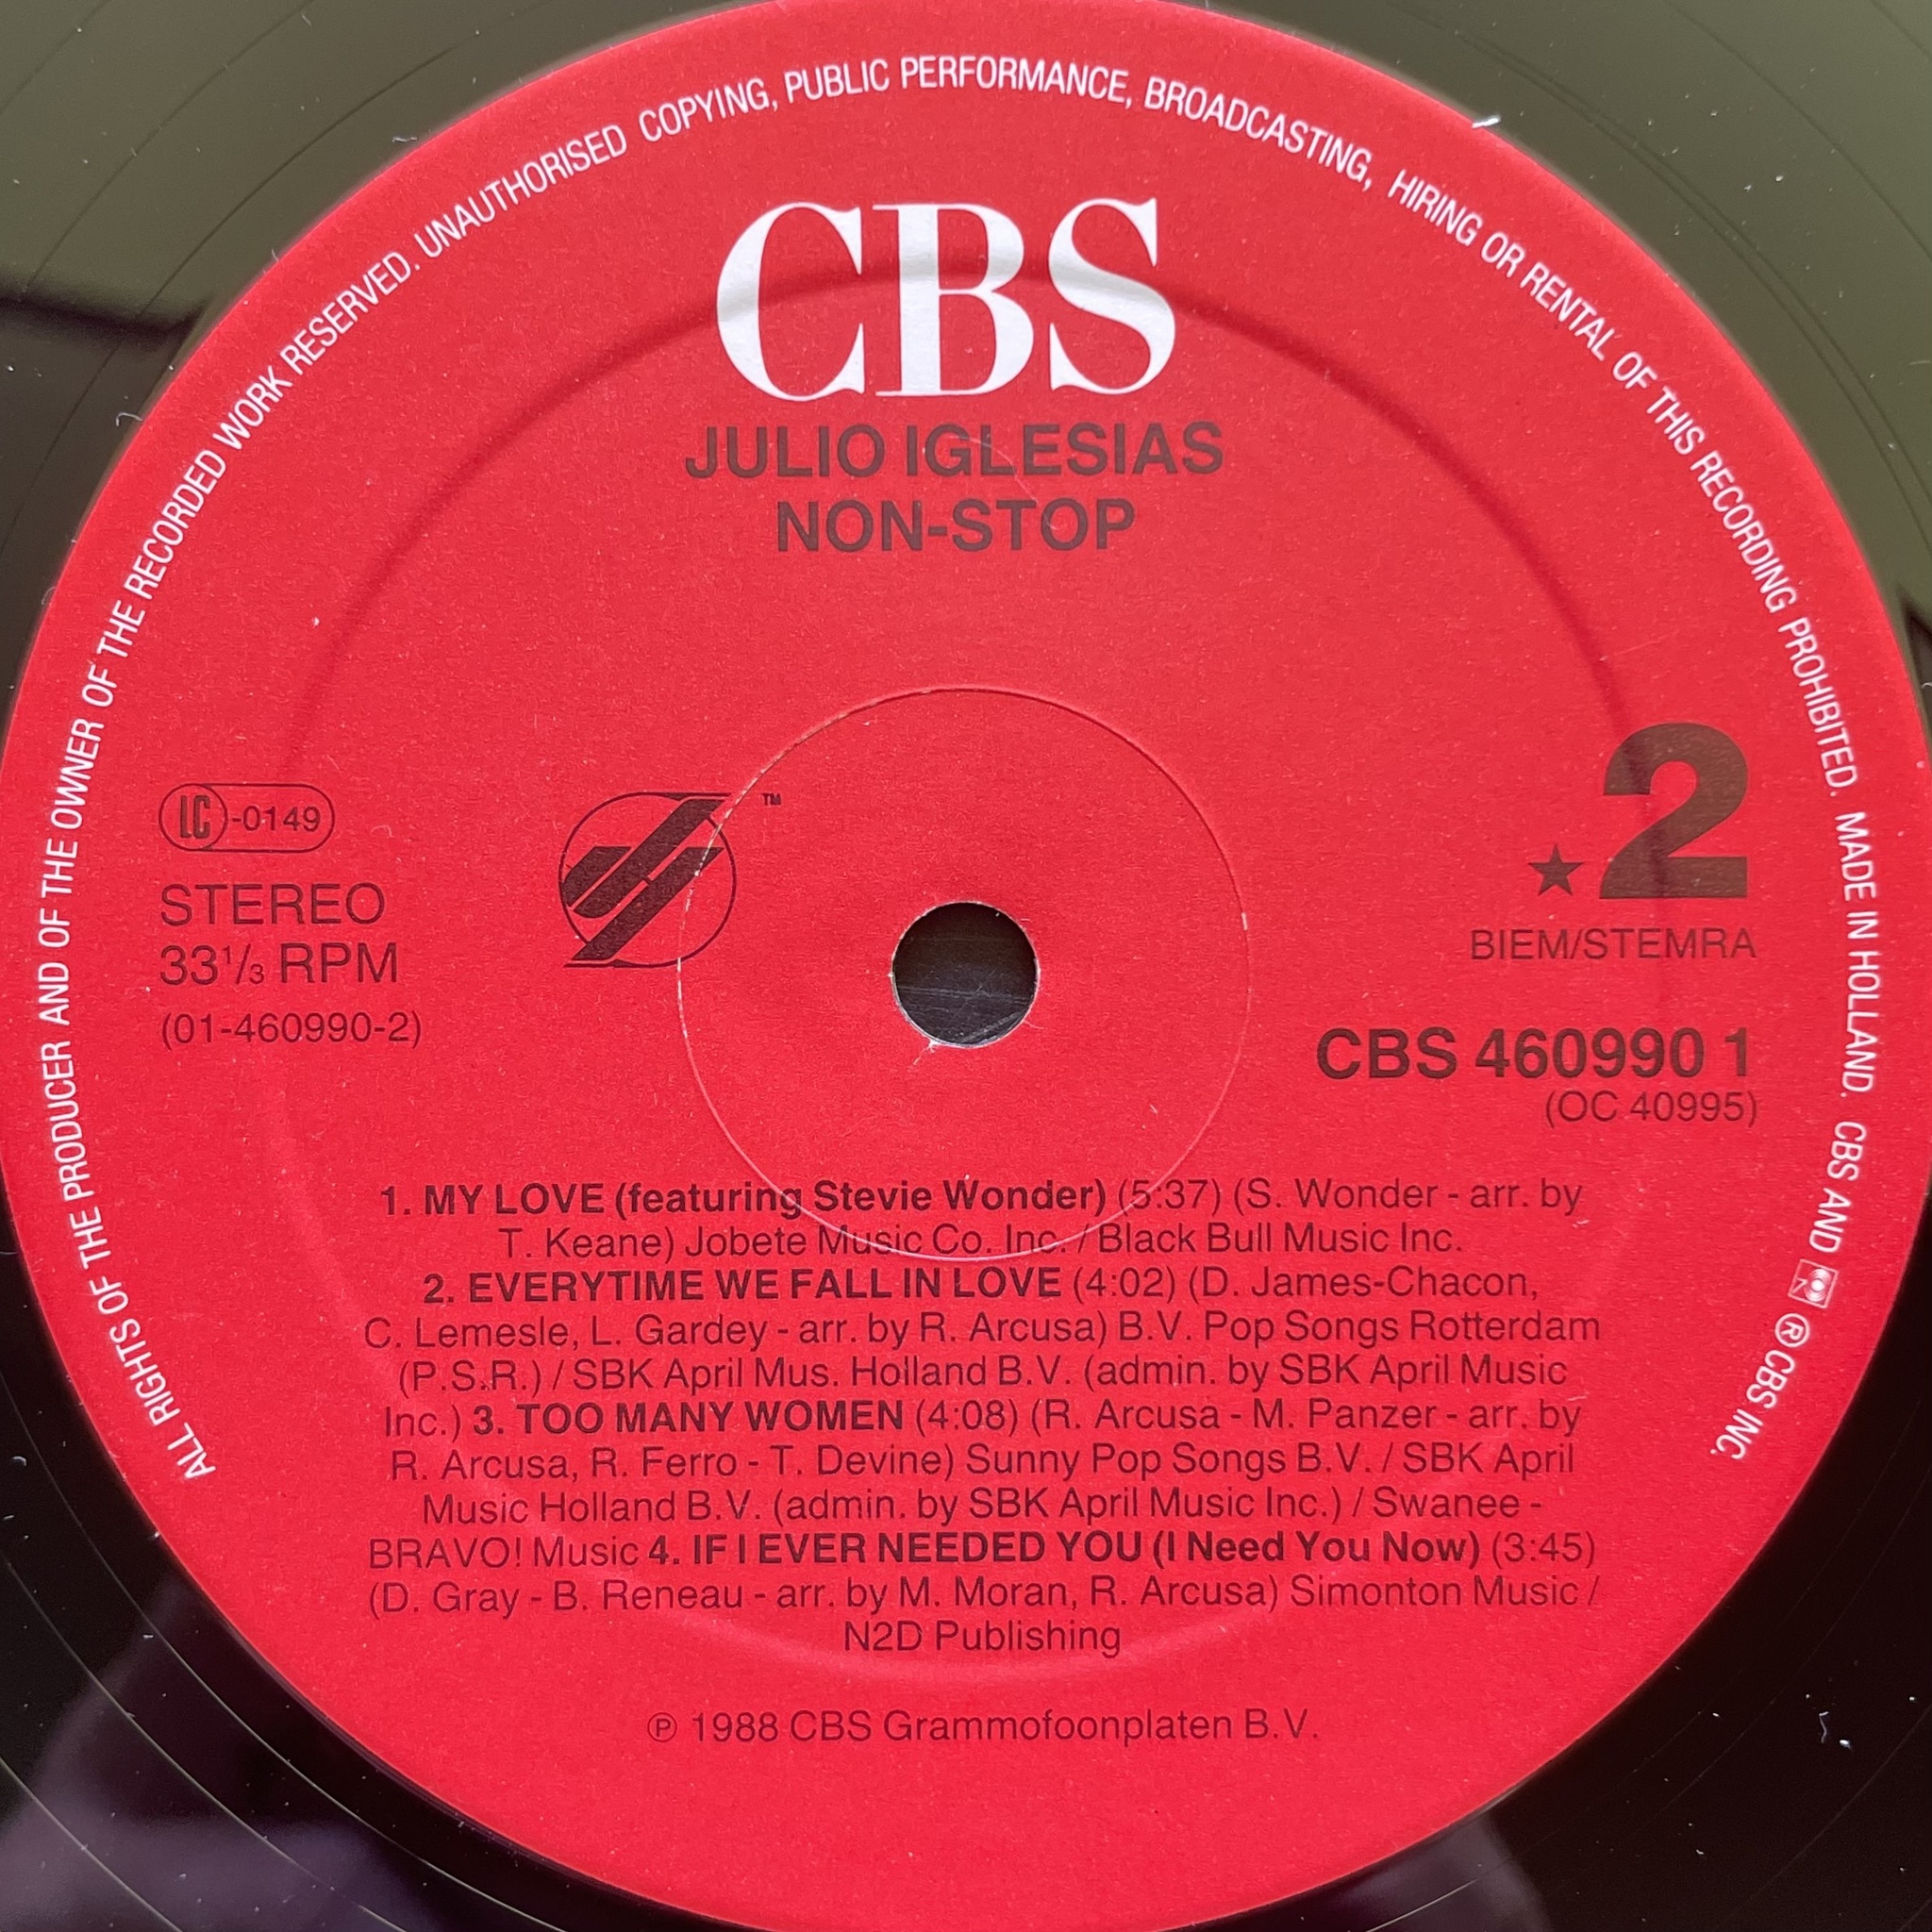 ALL RIGHTS OF THE PRODUCER AND OF THE OWNER OF THE RECORDED WORK RESERVED. UNAUTHORISED COPYING, PUBLIC PERFORMANCE, BROADCASTING, HIRING OR RENTAL OF THIS RECORDING PROHIBITED. MADE IN HOLLAND. CBS AND ® CBS INC.
CBS
JULIO IGLESIAS
NON-STOP
LC-0149
STEREO
33⅓ RPM
(01-460990-2)
TM
★2
BIEM/STEMRA
CBS 460990 1
(OC 40995)
1. MY LOVE (featuring Stevie Wonder) (5:37) (S. Wonder - arr. by
T. Keane) Jobete Music Co. Inc. / Black Bull Music Inc.
2. EVERYTIME WE FALL IN LOVE (4:02) (D. James-Chacon,
C. Lemesle, L. Gardey - arr. by R. Arcusa) B.V. Pop Songs Rotterdam
(P.S.R.) / SBK April Mus. Holland B.V. (admin. by SBK April Music
Inc.) 3. TOO MANY WOMEN (4:08) (R. Arcusa - M. Panzer - arr. by
R. Arcusa, R. Ferro - T. Devine) Sunny Pop Songs B.V. / SBK April
Music Holland B.V. (admin. by SBK April Music Inc.) / Swanee -
BRAVO! Music 4. IF I EVER NEEDED YOU (I Need You Now) (3:45)
(D. Gray - B. Reneau - arr. by M. Moran, R. Arcusa) Simonton Music /
N2D Publishing
℗ 1988 CBS Grammofoonplaten B.V.